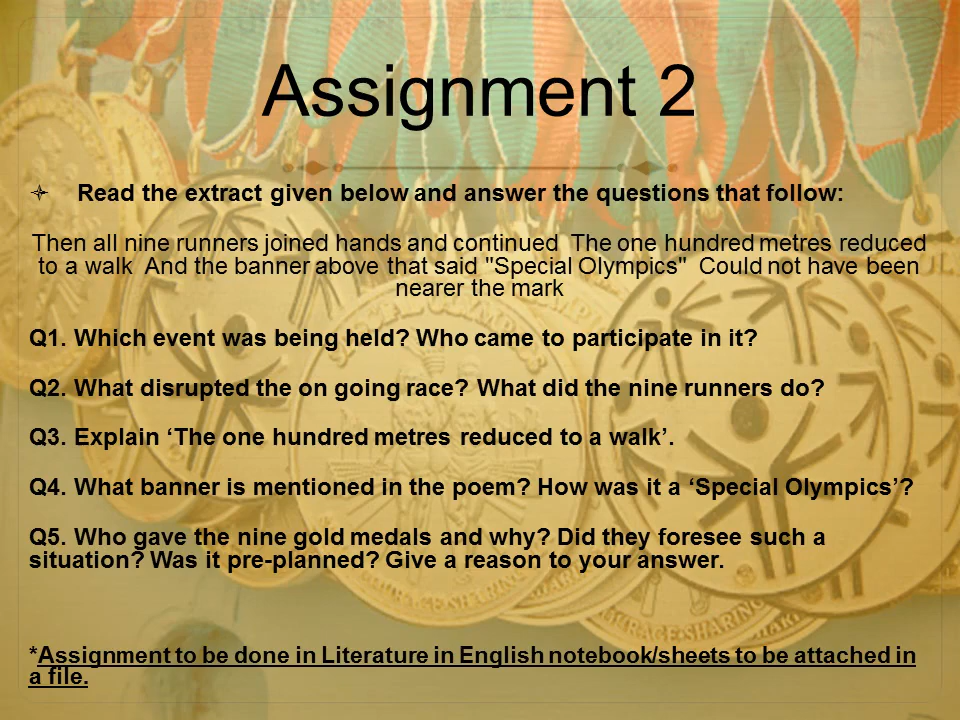 Assignment 2
Read the extract given below and answer the questions that follow:
Then all nine runners joined hands and continued The one hundred metres reduced
to a walk And the banner above that said "Special Olympics" Could not have been
nearer the mark
Q1. Which event was being held? Who came to participate in it?
Q2. What disrupted the on going race? What did the nine runners do?
Q3. Explain ‘The one hundred metres reduced to a walk’.
Q4. What banner is mentioned in the poem? How was it a ‘Special Olympics’?
Q5. Who gave the nine gold medals and why? Did they foresee such a
situation? Was it pre-planned? Give a reason to your answer.
*Assignment to be done in Literature in English notebook/sheets to be attached in
a file.